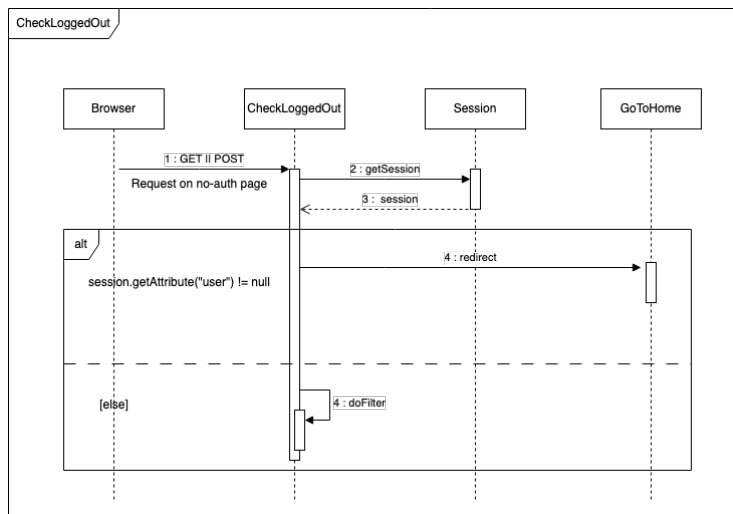 CheckLoggedOut
Browser
CheckLoggedOut
Session
GoToHome
1 : GET || POST
Request on no-auth page
2 : getSession
3 : session
alt
4 : redirect
session.getAttribute("user") != null
[else]
4 : doFilter